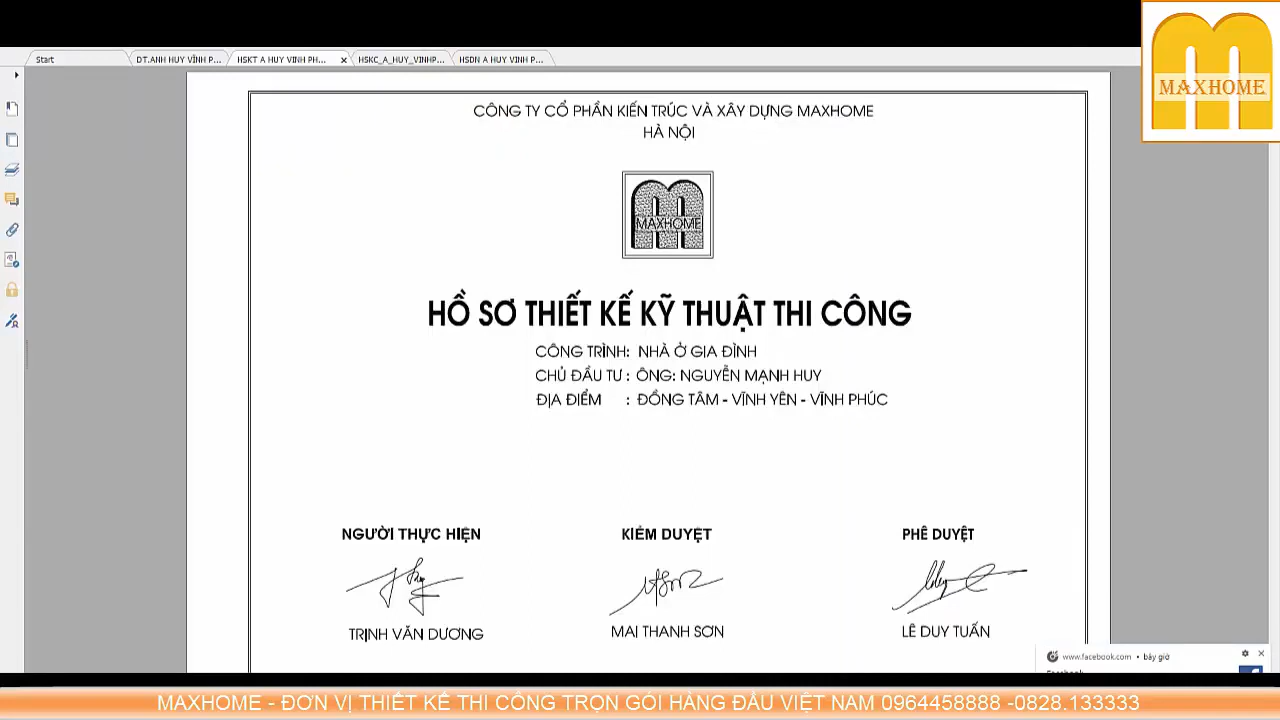 MAXHOME
Start
DT.ANH HUY VĨNH P...
HSKT A HUY VINH PH...
HSKC_A_HUY_VINHP...
HSDN A HUY VINH P...
CÔNG TY CỔ PHẦN KIẾN TRÚC VÀ XÂY DỰNG MAXHOME
HÀ NỘI
MAXHOME
HỒ SƠ THIẾT KẾ KỸ THUẬT THI CÔNG
CÔNG TRÌNH: NHÀ Ở GIA ĐÌNH
CHỦ ĐẦU TƯ : ÔNG: NGUYỄN MẠNH HUY
ĐỊA ĐIỂM : ĐỒNG TÂM - VĨNH YÊN - VĨNH PHÚC
NGƯỜI THỰC HIỆN
KIỂM DUYỆT
PHÊ DUYỆT
TRỊNH VĂN DƯƠNG
MAI THANH SƠN
LÊ DUY TUẤN
www.facebook.com • bây giờ
Facebook
MAXHOME - ĐƠN VỊ THIẾT KẾ THI CÔNG TRỌN GÓI HÀNG ĐẦU VIỆT NAM 0964458888 -0828.133333